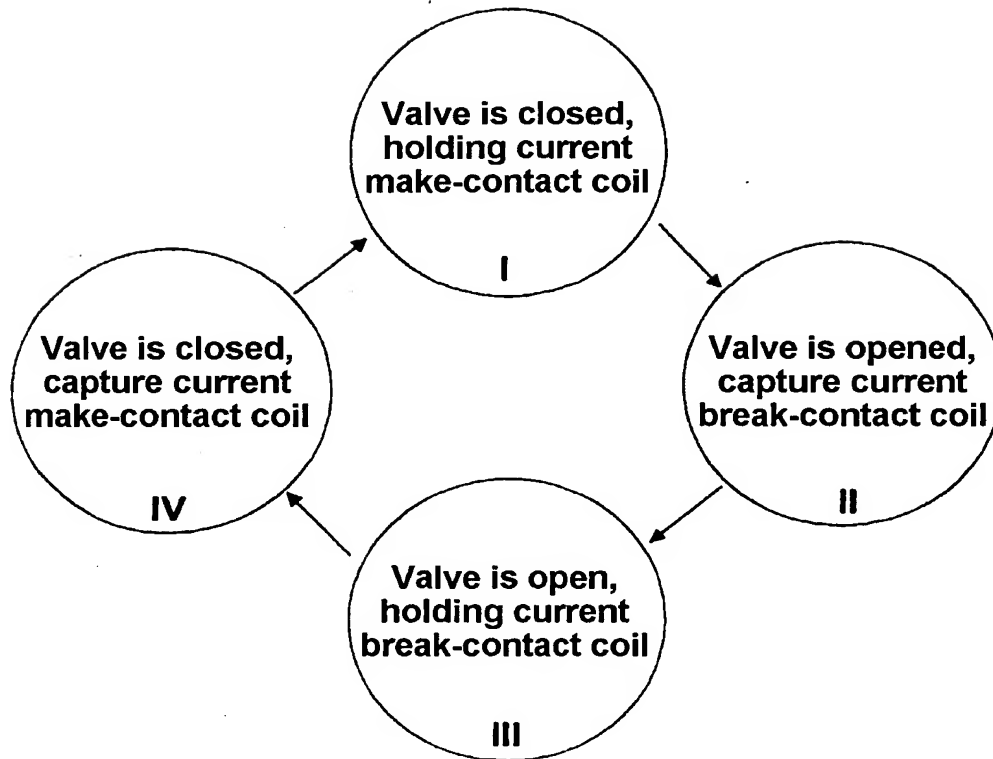 Valve is closed,
holding current
make-contact coil
I
Valve is closed,
capture current
make-contact coil
IV
Valve is opened,
capture current
break-contact coil
II
Valve is open,
holding current
break-contact coil
III